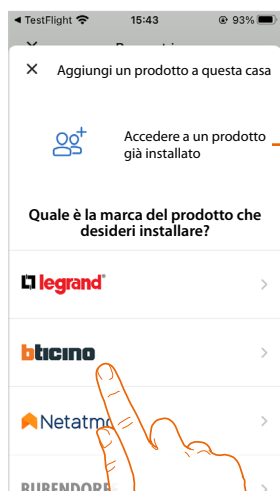 TestFlight 15:43 93%
Aggiungi un prodotto a questa casa
Accedere a un prodotto
già installato
Quale è la marca del prodotto che
desideri installare?
legrand®
bticino
Netatmo
BUBENDORFF